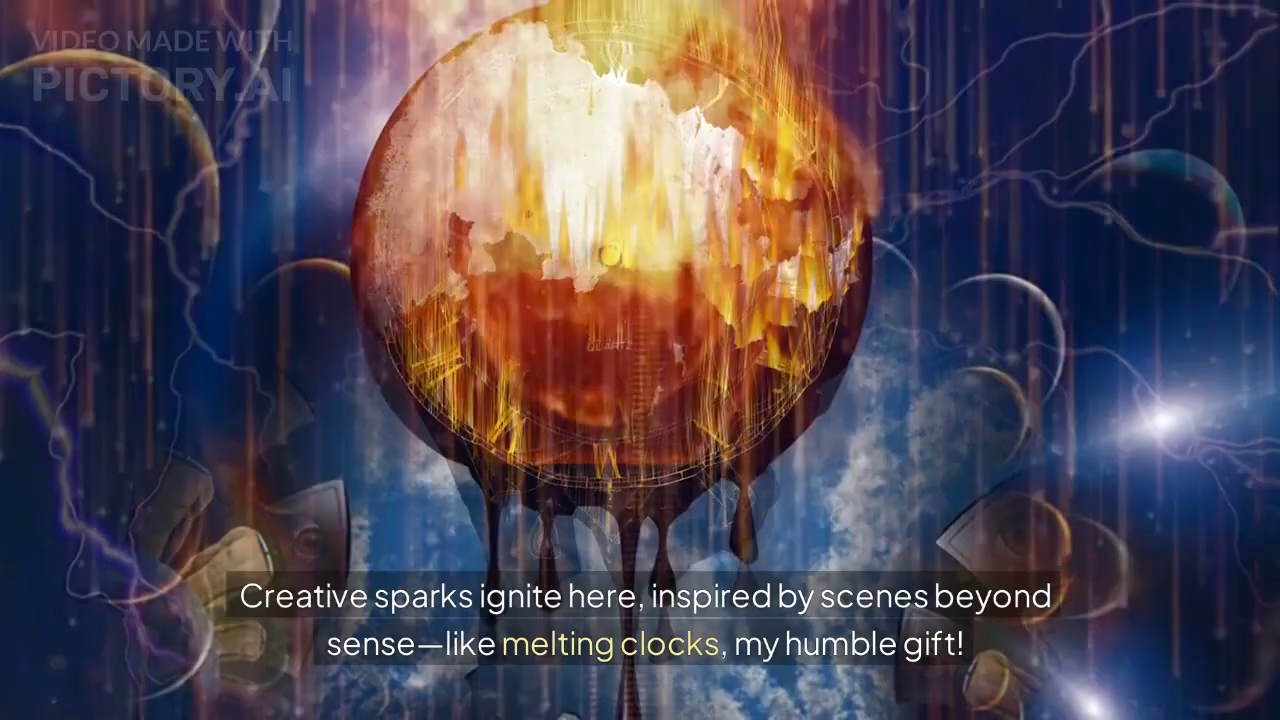 VIDEO MADE WITH
PICTORY.AI
Creative sparks ignite here, inspired by scenes beyond
sense—like melting clocks, my humble gift!